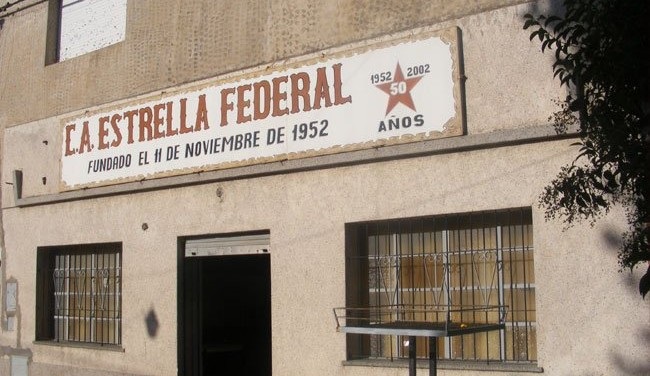 C.A. ESTRELLA FEDERAL
FUNDADO EL 11 DE NOVIEMBRE DE 1952
1952 2002
50
AÑOS